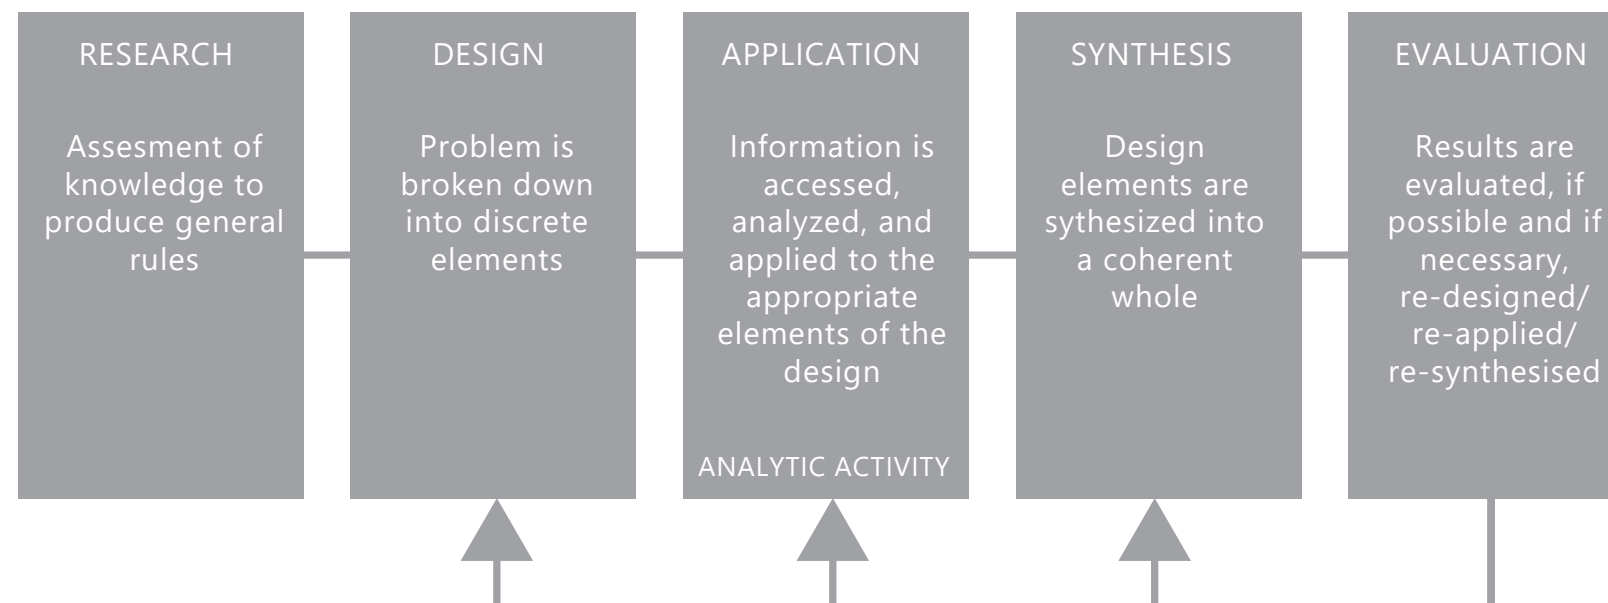 RESEARCH
Assesment of
knowledge to
produce general
rules
DESIGN
Problem is
broken down
into discrete
elements
APPLICATION
Information is
accessed,
analyzed, and
applied to the
appropriate
elements of the
design
ANALYTIC ACTIVITY
SYNTHESIS
Design
elements are
sythesized into
a coherent
whole
EVALUATION
Results are
evaluated, if
possible and if
necessary,
re-designed/
re-applied/
re-synthesised